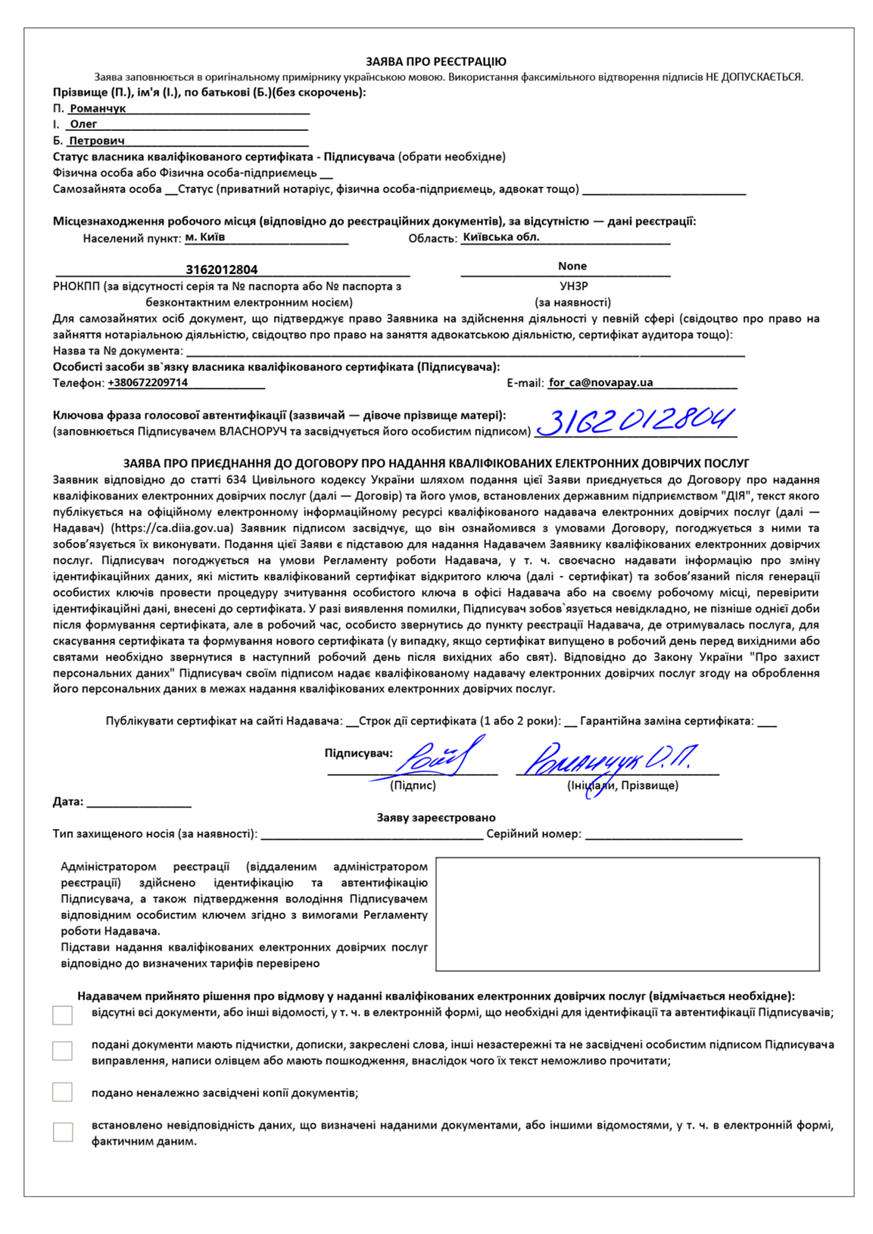 ЗАЯВА ПРО РЕЄСТРАЦІЮ
Заява заповнюється в оригінальному примірнику українською мовою. Використання факсимільного відтворення підписів НЕ ДОПУСКАЄТЬСЯ.
Прізвище (П.), ім'я (І.), по батькові (Б.)(без скорочень):
П. Романчук
І. Олег
Б. Петрович
Статус власника кваліфікованого сертифіката - Підписувача (обрати необхідне)
Фізична особа або Фізична особа-підприємець __
Самозайнята особа __Статус (приватний нотаріус, фізична особа-підприємець, адвокат тощо) ___
Місцезнаходження робочого місця (відповідно до реєстраційних документів), за відсутністю — дані реєстрації:
Населений пункт: м. Київ Область: Київська обл.
3162012804 None
РНОКПП (за відсутності серія та № паспорта або № паспорта з УНЗР
безконтактним електронним носієм) (за наявності)
Для самозайнятих осіб документ, що підтверджує право Заявника на здійснення діяльності у певній сфері (свідоцтво про право на
зайняття нотаріальною діяльністю, свідоцтво про право на заняття адвокатською діяльністю, сертифікат аудитора тощо):
Назва та № документа: ___
Особисті засоби зв`язку власника кваліфікованого сертифіката (Підписувача):
Телефон: +380672209714 E-mail: for_ca@novapay.ua
Ключова фраза голосової автентифікації (зазвичай — дівоче прізвище матері): 3162012804
(заповнюється Підписувачем ВЛАСНОРУЧ та засвідчується його особистим підписом)
ЗАЯВА ПРО ПРИЄДНАННЯ ДО ДОГОВОРУ ПРО НАДАННЯ КВАЛІФІКОВАНИХ ЕЛЕКТРОННИХ ДОВІРЧИХ ПОСЛУГ
Заявник відповідно до статті 634 Цивільного кодексу України шляхом подання цієї Заяви приєднується до Договору про надання
кваліфікованих електронних довірчих послуг (далі — Договір) та його умов, встановлених державним підприємством "ДІЯ", текст якого
публікується на офіційному електронному інформаційному ресурсі кваліфікованого надавача електронних довірчих послуг (далі —
Надавач) (https://ca.diia.gov.ua) Заявник підписом засвідчує, що він ознайомився з умовами Договору, погоджується з ними та
зобов’язується їх виконувати. Подання цієї Заяви є підставою для надання Надавачем Заявнику кваліфікованих електронних довірчих
послуг. Підписувач погоджується на умови Регламенту роботи Надавача, у т. ч. своєчасно надавати інформацію про зміну
ідентифікаційних даних, які містить кваліфікований сертифікат відкритого ключа (далі - сертифікат) та зобов’язаний після генерації
особистих ключів провести процедуру зчитування особистого ключа в офісі Надавача або на своєму робочому місці, перевірити
ідентифікаційні дані, внесені до сертифіката. У разі виявлення помилки, Підписувач зобов`язується невідкладно, не пізніше однієї доби
після формування сертифіката, але в робочий час, особисто звернутись до пункту реєстрації Надавача, де отримувалась послуга, для
скасування сертифіката та формування нового сертифіката (у випадку, якщо сертифікат випущено в робочий день перед вихідними або
святами необхідно звернутися в наступний робочий день після вихідних або свят). Відповідно до Закону України "Про захист
персональних даних" Підписувач своїм підписом надає кваліфікованому надавачу електронних довірчих послуг згоду на оброблення
його персональних даних в межах надання кваліфікованих електронних довірчих послуг.
Публікувати сертифікат на сайті Надавача: __Строк дії сертифіката (1 або 2 роки): __ Гарантійна заміна сертифіката: ___
Підписувач: Романчук О.П.
(Підпис) (Ініціали, Прізвище)
Дата: ___
Заяву зареєстровано
Тип захищеного носія (за наявності): ___ Серійний номер: ___
Адміністратором реєстрації (віддаленим адміністратором
реєстрації) здійснено ідентифікацію та автентифікацію
Підписувача, а також підтвердження володіння Підписувачем
відповідним особистим ключем згідно з вимогами Регламенту
роботи Надавача.
Підстави надання кваліфікованих електронних довірчих послуг
відповідно до визначених тарифів перевірено
Надавачем прийнято рішення про відмову у наданні кваліфікованих електронних довірчих послуг (відмічається необхідне):
відсутні всі документи, або інші відомості, у т. ч. в електронній формі, що необхідні для ідентифікації та автентифікації Підписувачів;
подані документи мають підчистки, дописки, закреслені слова, інші незастережні та не засвідчені особистим підписом Підписувача
виправлення, написи олівцем або мають пошкодження, внаслідок чого їх текст неможливо прочитати;
подано неналежно засвідчені копії документів;
встановлено невідповідність даних, що визначені наданими документами, або іншими відомостями, у т. ч. в електронній формі,
фактичним даним.